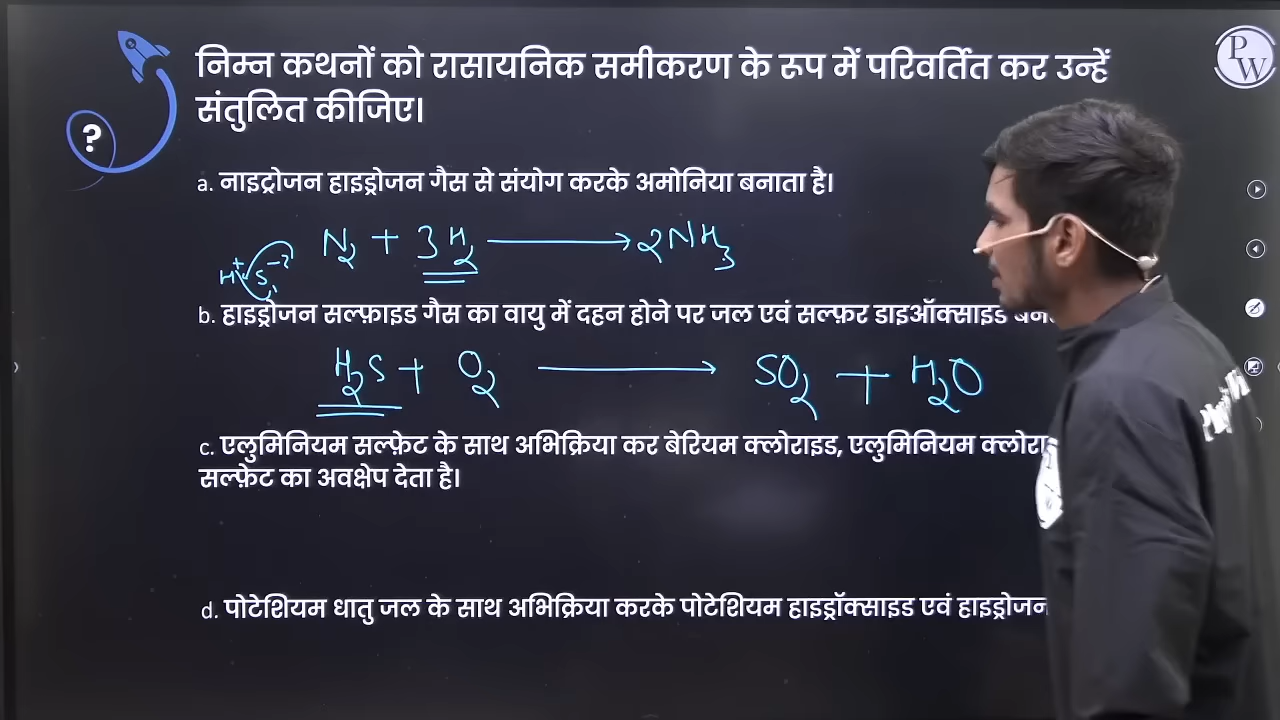 PW
?
निम्न कथनों को रासायनिक समीकरण के रूप में परिवर्तित कर उन्हें
संतुलित कीजिए।
a. नाइट्रोजन हाइड्रोजन गैस से संयोग करके अमोनिया बनाता है।
N₂ + 3H₂ ⟶ 2NH₃
H⁺ S⁻²
b. हाइड्रोजन सल्फ़ाइड गैस का वायु में दहन होने पर जल एवं सल्फ़र डाइऑक्साइड
H₂S + O₂ ⟶ SO₂ + H₂O
c. एलुमिनियम सल्फ़ेट के साथ अभिक्रिया कर बेरियम क्लोराइड, एलुमिनियम क्लोरा
सल्फ़ेट का अवक्षेप देता है।
d. पोटेशियम धातु जल के साथ अभिक्रिया करके पोटेशियम हाइड्रॉक्साइड एवं हाइड्रोजन